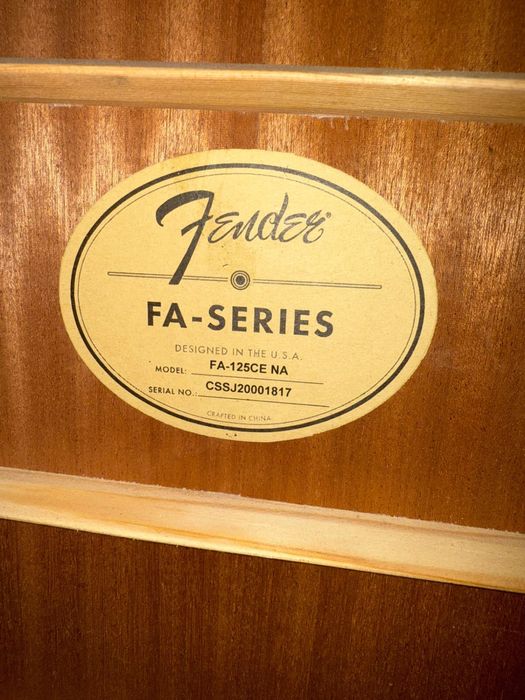 Fender®
FA-SERIES
DESIGNED IN THE U.S.A.
MODEL: FA-125CE NA
SERIAL NO.: CSSJ20001817
CRAFTED IN CHINA